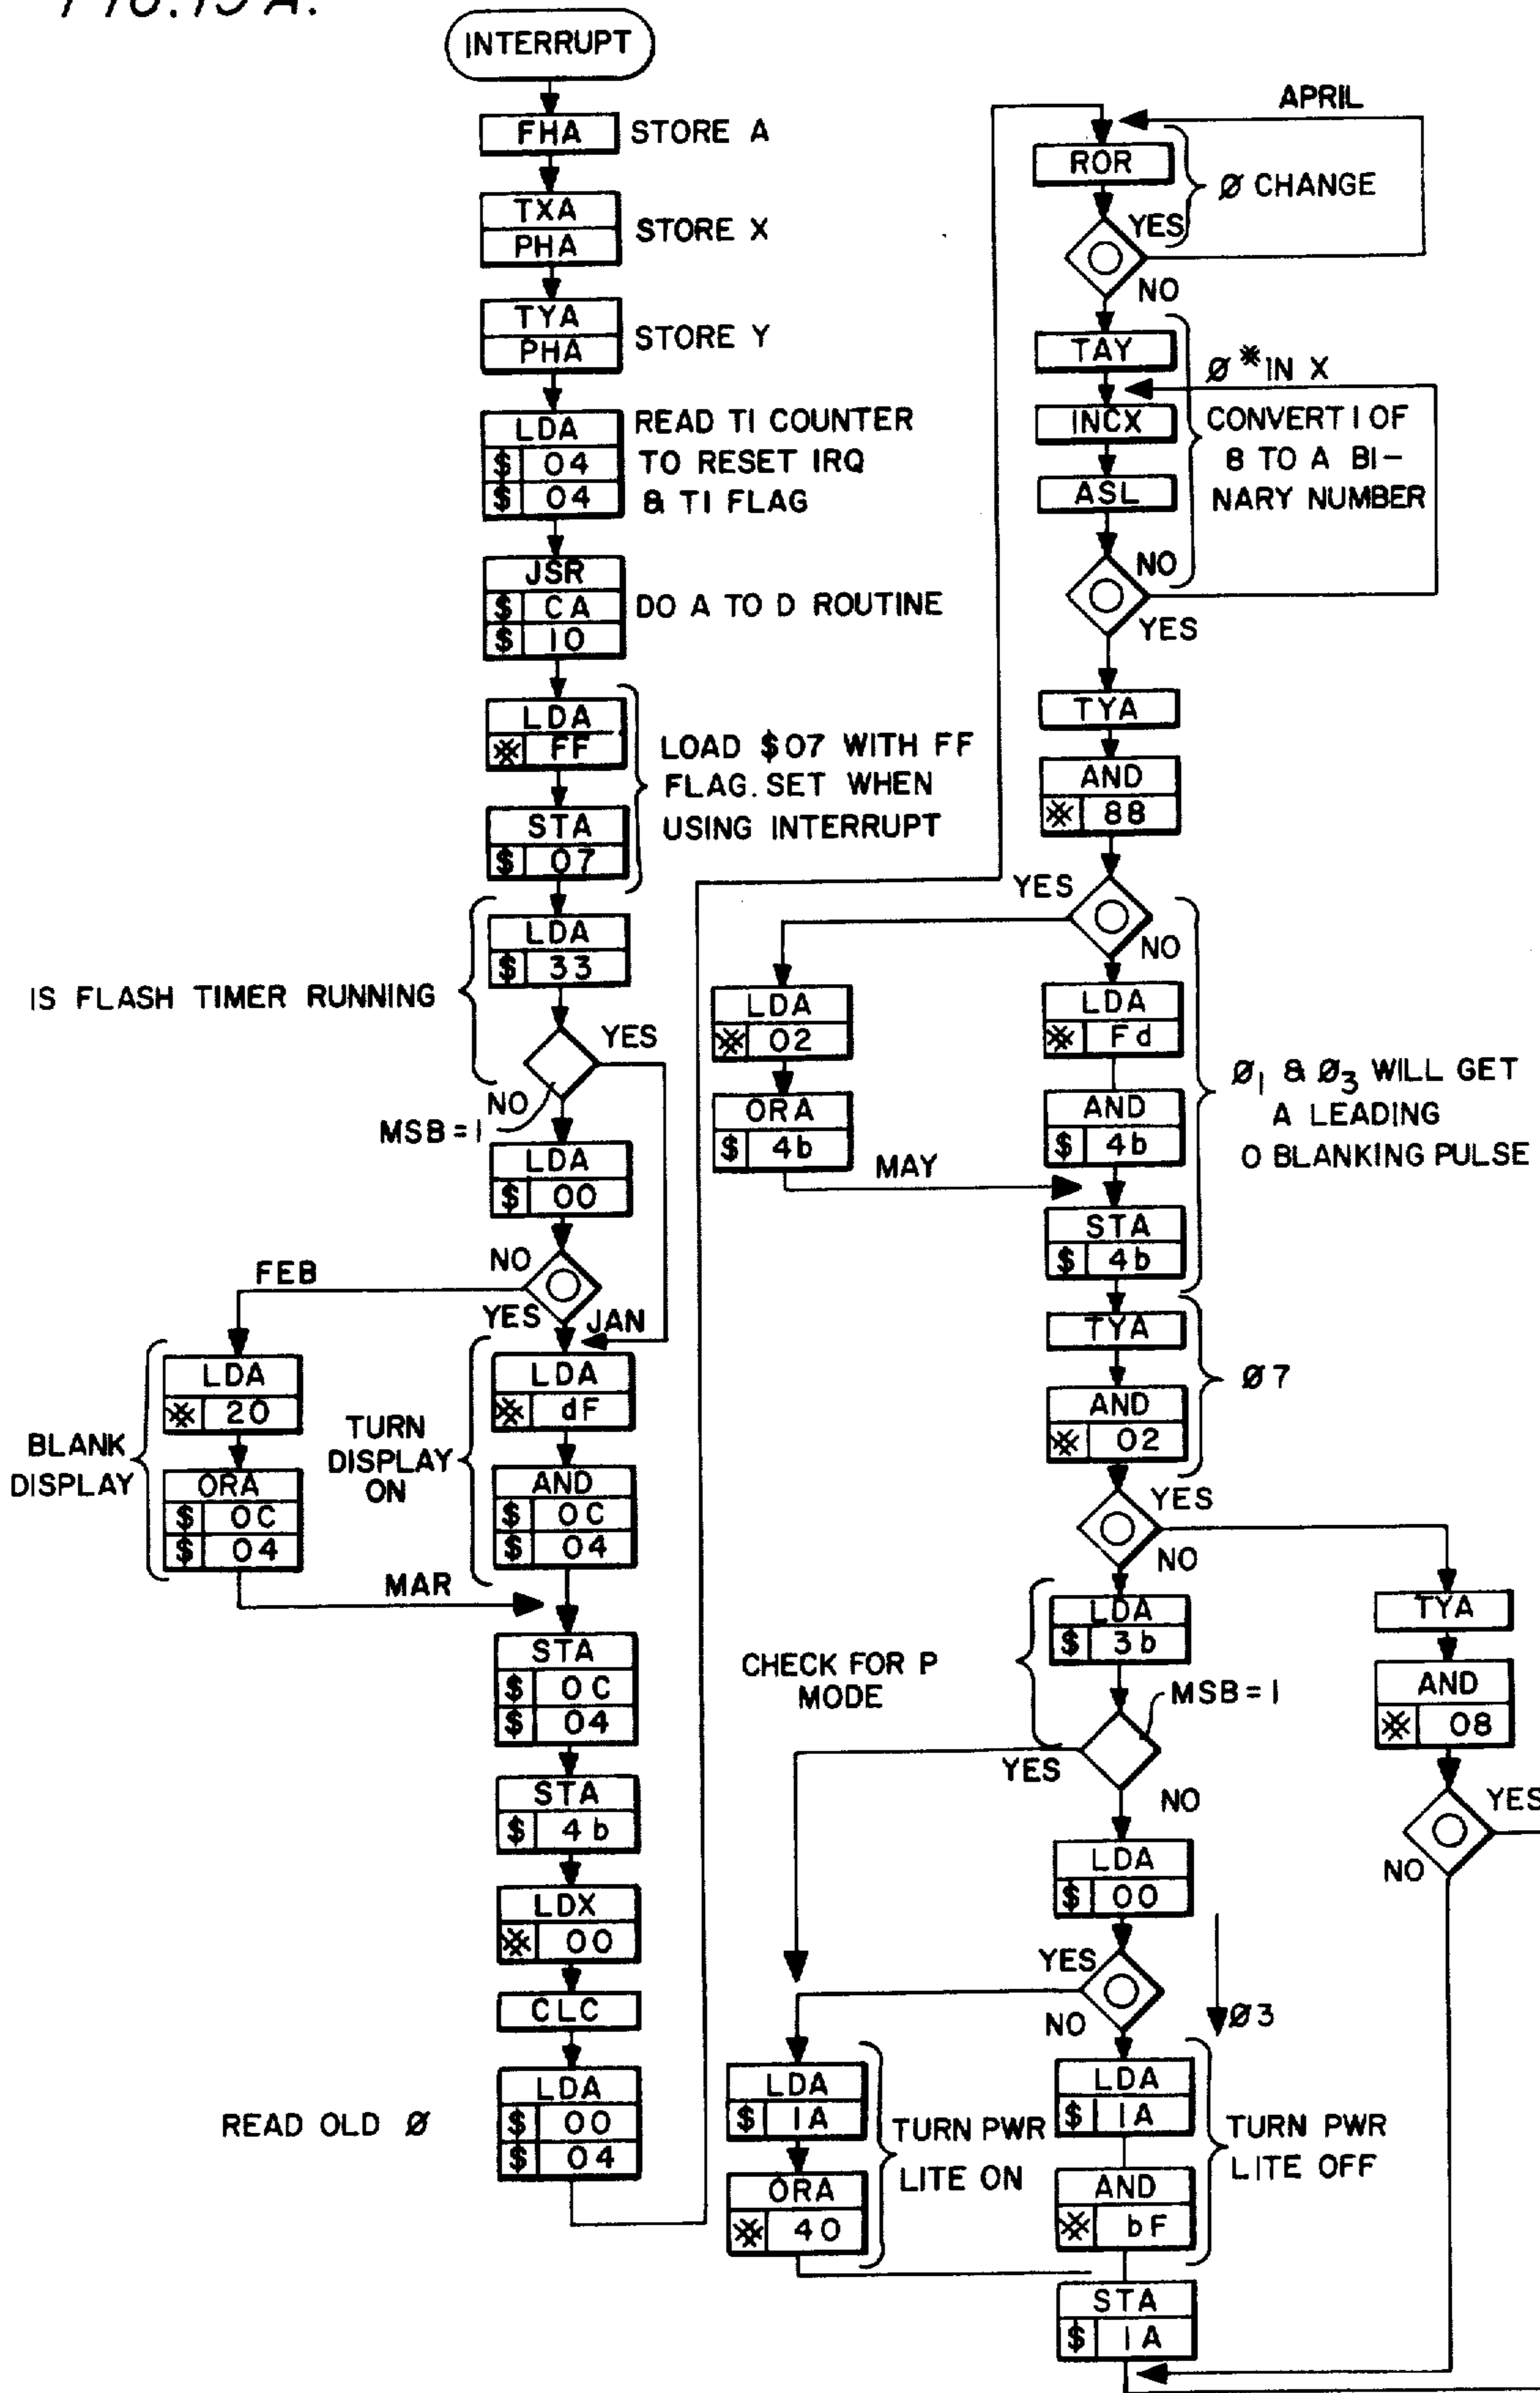 FIG. 15A.
INTERRUPT
FHA
STORE A
TXA
PHA
STORE X
TYA
PHA
STORE Y
LDA
$ 04
$ 04
READ T1 COUNTER
TO RESET IRQ
& T1 FLAG
JSR
$ CA
$ 10
DO A TO D ROUTINE
LDA
※ FF
STA
$ 07
LOAD $07 WITH FF
FLAG. SET WHEN
USING INTERRUPT
LDA
$ 33
IS FLASH TIMER RUNNING
YES
NO
MSB=1
LDA
$ 00
NO
FEB
YES
JAN
LDA
※ 20
ORA
$ 0C
$ 04
BLANK
DISPLAY
LDA
※ dF
AND
$ 0C
$ 04
TURN
DISPLAY
ON
MAR
STA
$ 0C
$ 04
STA
$ 4b
LDX
※ 00
CLC
LDA
$ 00
$ 04
READ OLD Ø
APRIL
ROR
Ø CHANGE
YES
NO
TAY
Ø※IN X
INCX
ASL
CONVERT 1 OF
8 TO A BI-
NARY NUMBER
NO
YES
TYA
AND
※ 88
YES
NO
LDA
※ 02
ORA
$ 4b
MAY
LDA
※ Fd
AND
$ 4b
STA
$ 4b
Ø₁ & Ø₃ WILL GET
A LEADING
0 BLANKING PULSE
TYA
AND
※ 02
Ø7
YES
NO
LDA
$ 3b
CHECK FOR P
MODE
MSB=1
YES
NO
TYA
AND
※ 08
YES
NO
LDA
$ 00
YES
NO
Ø3
LDA
$ 1A
ORA
※ 40
TURN PWR
LITE ON
LDA
$ 1A
AND
※ bF
TURN PWR
LITE OFF
STA
$ 1A